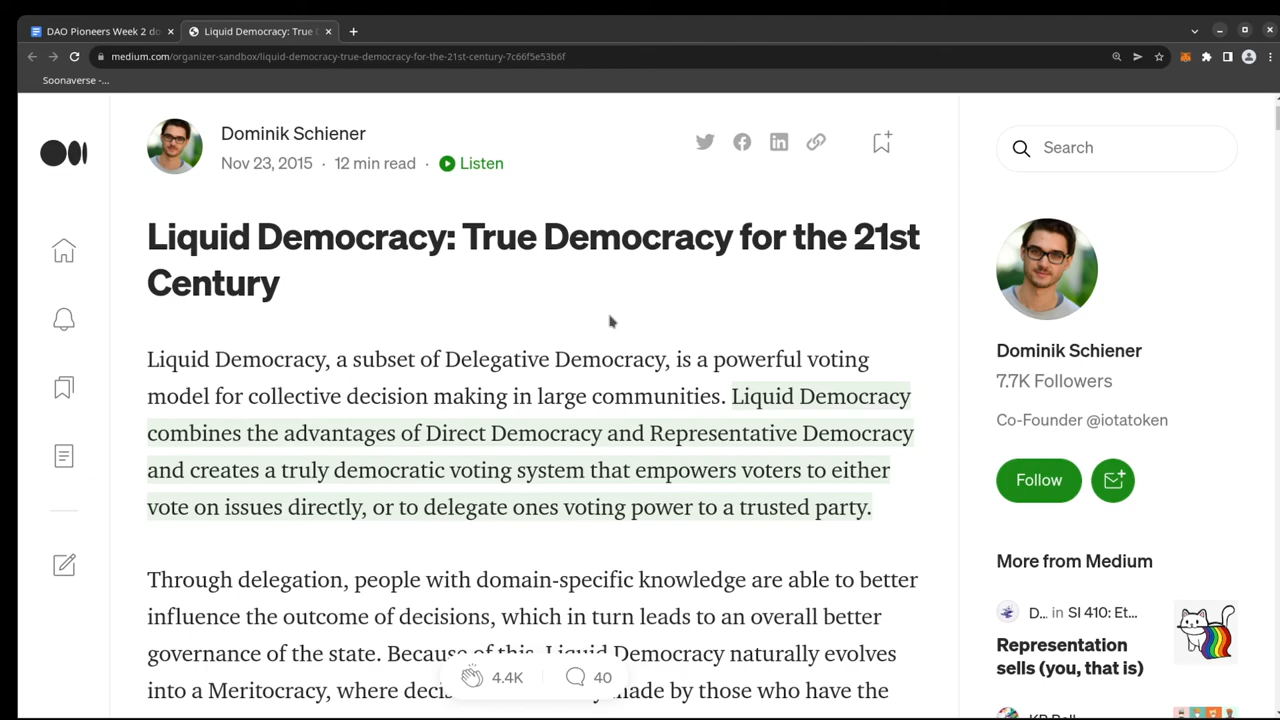 DAO Pioneers Week 2 do
Liquid Democracy: True
medium.com/organizer-sandbox/liquid-democracy-true-democracy-for-the-21st-century-7c66f5e53b6f
Soonaverse -...
Dominik Schiener
Nov 23, 2015 · 12 min read · Listen
Liquid Democracy: True Democracy for the 21st
Century
Liquid Democracy, a subset of Delegative Democracy, is a powerful voting
model for collective decision making in large communities. Liquid Democracy
combines the advantages of Direct Democracy and Representative Democracy
and creates a truly democratic voting system that empowers voters to either
vote on issues directly, or to delegate ones voting power to a trusted party.
Through delegation, people with domain-specific knowledge are able to better
influence the outcome of decisions, which in turn leads to an overall better
governance of the state. Because of this, Liquid Democracy naturally evolves
into a Meritocracy, where made by those who have the
4.4K
40
Search
Dominik Schiener
7.7K Followers
Co-Founder @iotatoken
Follow
More from Medium
D... in SI 410: Et...
Representation
sells (you, that is)